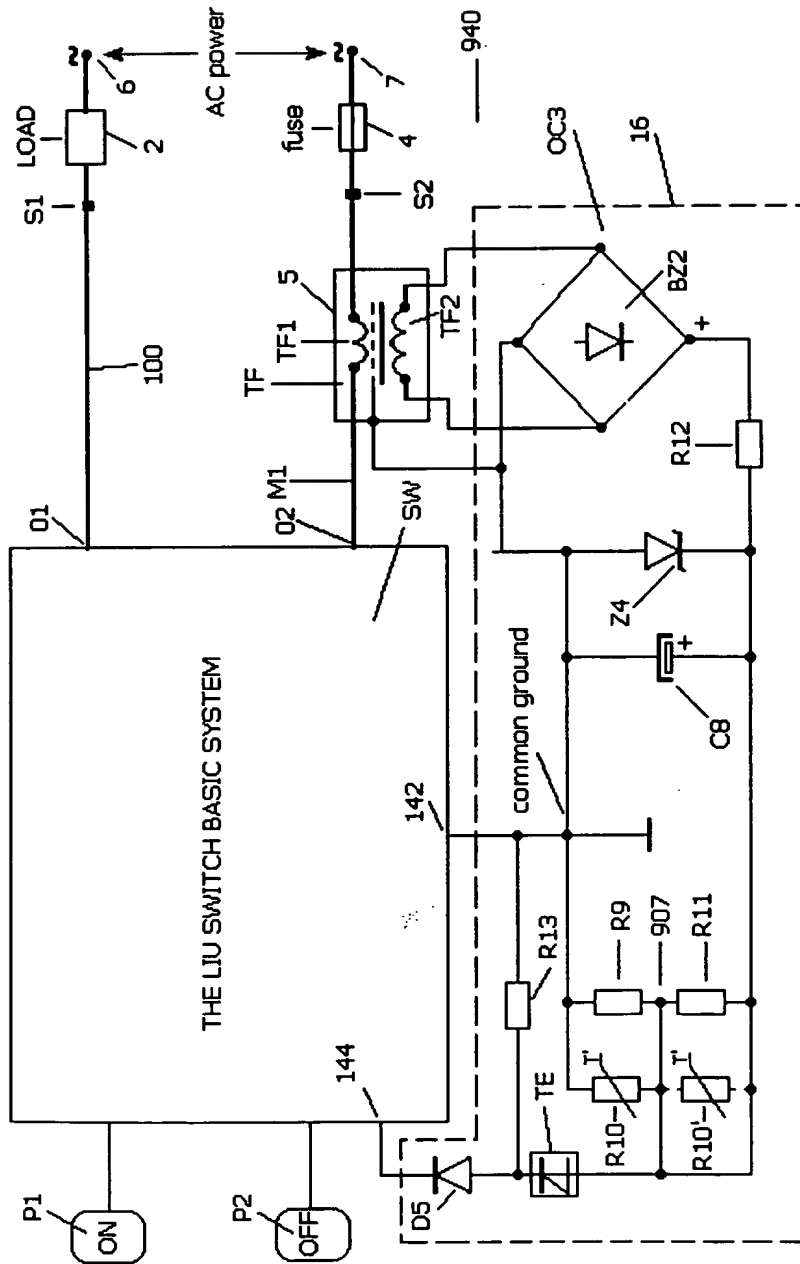 P1
ON
P2
OFF
THE LIU SWITCH BASIC SYSTEM
144
142
O1
O2
SW
M1
100
S1
LOAD
2
6
AC power
7
fuse
4
S2
5
TF
TF1
TF2
940
16
OC3
BZ2
+
R12
Z4
common ground
C8
+
R13
D5
TE
R10
T'
R10'
T'
R9
907
R11